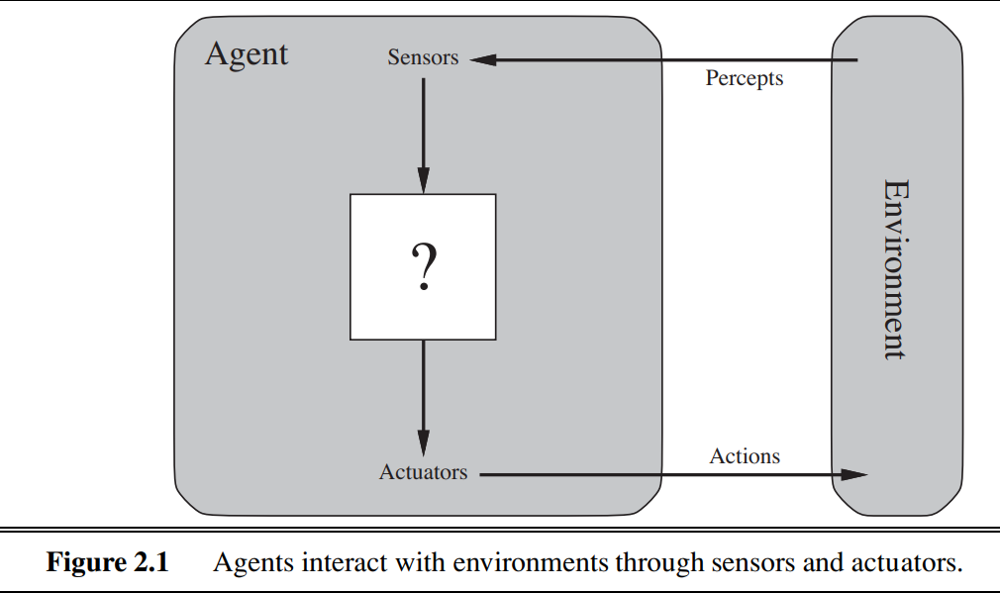 Agent
Sensors
Percepts
Environment
?
Actions
Actuators
Figure 2.1 Agents interact with environments through sensors and actuators.